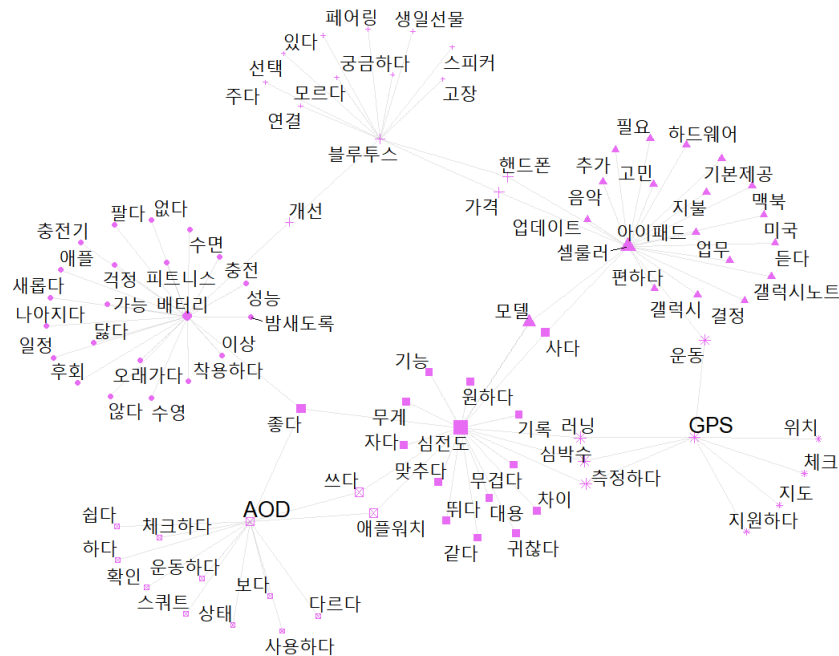 페어링
생일선물
있다
궁금하다
스피커
선택
모르다
고장
주다
연결
블루투스
핸드폰
가격
개선
필요
하드웨어
추가
고민
기본제공
음악
지불
맥북
업데이트
아이패드
미국
셀룰러
업무
듣다
편하다
갤럭시노트
갤럭시
결정
팔다
없다
충전기
수면
애플
걱정
피트니스
충전
새롭다
가능
배터리
성능
나아지다
밤새도록
일정
닳다
이상
후회
오래가다
착용하다
않다
수영
좋다
모델
사다
운동
기능
원하다
무게
기록
러닝
GPS
위치
자다
심전도
심박수
체크
맞추다
무겁다
측정하다
쓰다
차이
지도
뛰다
대용
지원하다
AOD
애플워치
같다
귀찮다
쉽다
체크하다
하다
확인
운동하다
보다
스쿼트
상태
다르다
사용하다